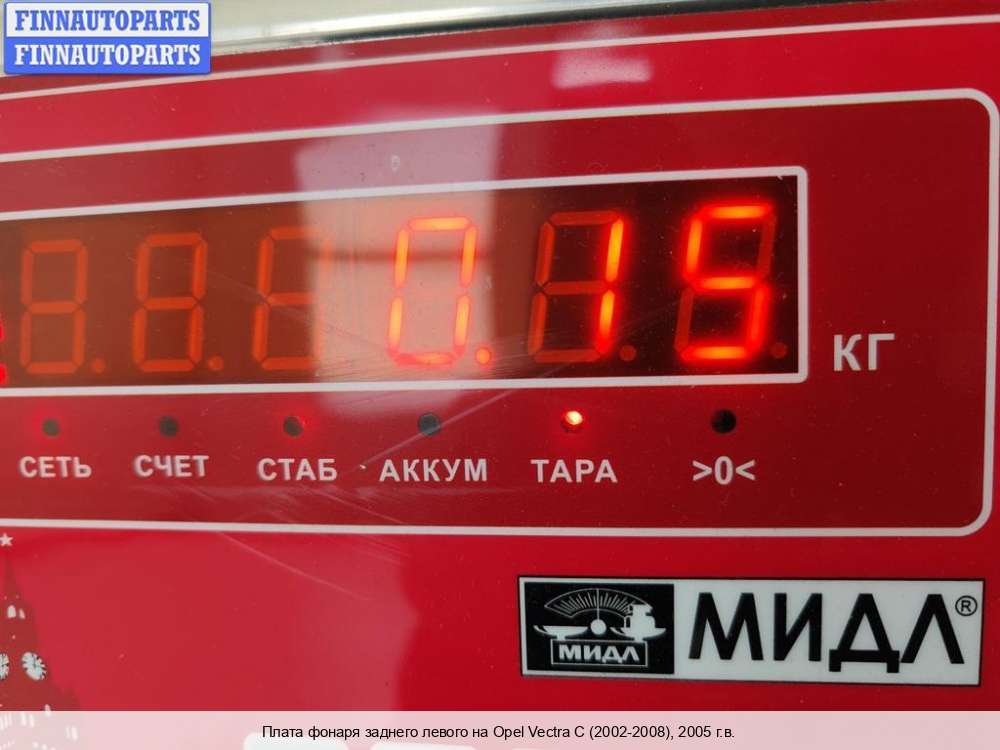 FINNAUTOPARTS
FINNAUTOPARTS
0.15
КГ
СЕТЬ СЧЕТ СТАБ АККУМ ТАРА >0<
МИДЛ
МИДЛ®
Плата фонаря заднего левого на Opel Vectra C (2002-2008), 2005 г.в.